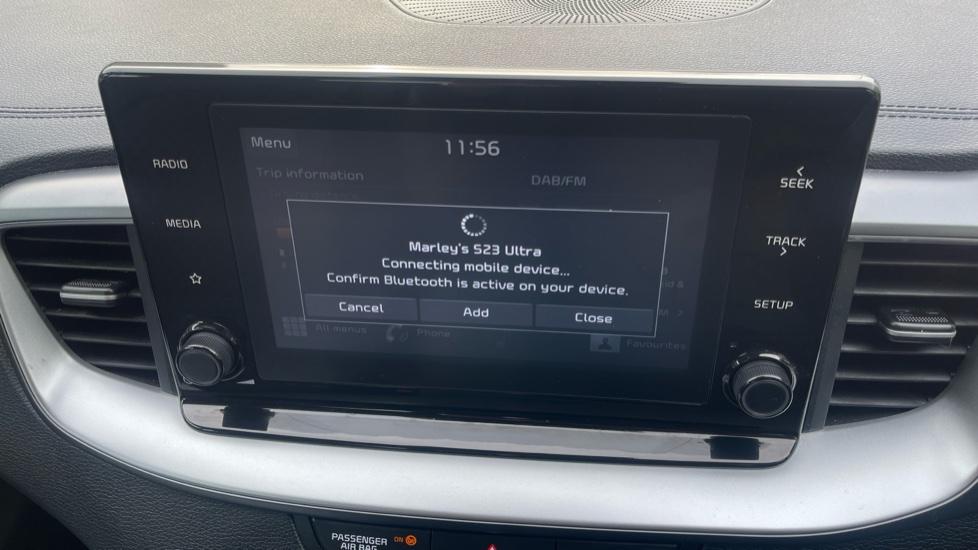 Menu
11:56
Trip information
DAB/FM
RADIO
MEDIA
SEEK
TRACK
SETUP
Marley's S23 Ultra
Connecting mobile device...
Confirm Bluetooth is active on your device.
Cancel
Add
Close
All menus
Phone
Favourites
PASSENGER
AIR BAG
ON